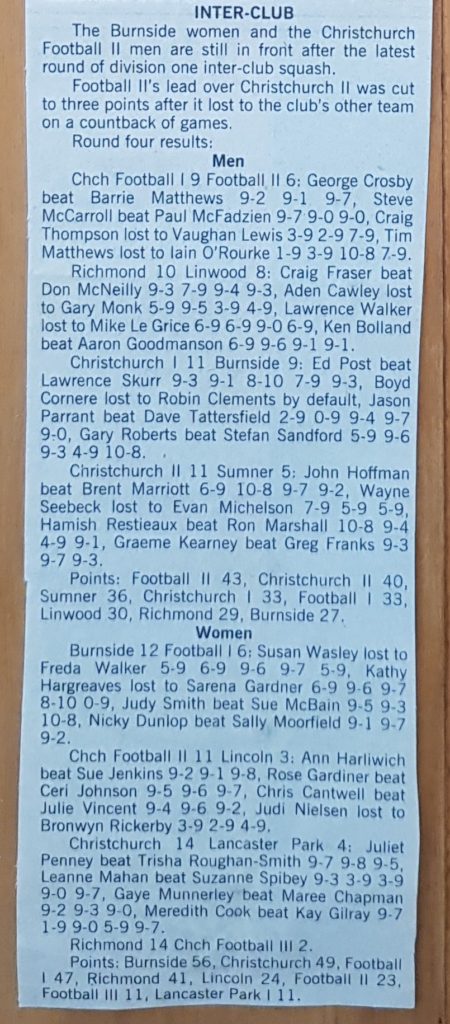 INTER-CLUB
The Burnside women and the Christchurch
Football II men are still in front after the latest
round of division one inter-club squash.
Football II's lead over Christchurch II was cut
to three points after it lost to the club's other team
on a countback of games.
Round four results:
Men
Chch Football I 9 Football II 6: George Crosby
beat Barrie Matthews 9-2 9-1 9-7, Steve
McCarroll beat Paul McFadzien 9-7 9-0 9-0, Craig
Thompson lost to Vaughan Lewis 3-9 2-9 7-9, Tim
Matthews lost to Iain O'Rourke 1-9 3-9 10-8 7-9.
Richmond 10 Linwood 8: Craig Fraser beat
Don McNeilly 9-3 7-9 9-4 9-3, Aden Cawley lost
to Gary Monk 5-9 9-5 3-9 4-9, Lawrence Walker
lost to Mike Le Grice 6-9 6-9 9-0 6-9, Ken Bolland
beat Aaron Goodmanson 6-9 9-6 9-1 9-1.
Christchurch I 11 Burnside 9: Ed Post beat
Lawrence Skurr 9-3 9-1 8-10 7-9 9-3, Boyd
Cornere lost to Robin Clements by default, Jason
Parrant beat Dave Tattersfield 2-9 0-9 9-4 9-7
9-0, Gary Roberts beat Stefan Sandford 5-9 9-6
9-3 4-9 10-8.
Christchurch II 11 Sumner 5: John Hoffman
beat Brent Marriott 6-9 10-8 9-7 9-2, Wayne
Seebeck lost to Evan Michelson 7-9 5-9 5-9,
Hamish Restieaux beat Ron Marshall 10-8 9-4
4-9 9-1, Graeme Kearney beat Greg Franks 9-3
9-7 9-3.
Points: Football II 43, Christchurch II 40,
Sumner 36, Christchurch I 33, Football I 33,
Linwood 30, Richmond 29, Burnside 27.
Women
Burnside 12 Football I 6: Susan Wasley lost to
Freda Walker 5-9 6-9 9-6 9-7 5-9, Kathy
Hargreaves lost to Sarena Gardner 6-9 9-6 9-7
8-10 0-9, Judy Smith beat Sue McBain 9-5 9-3
10-8, Nicky Dunlop beat Sally Moorfield 9-1 9-7
9-2.
Chch Football II 11 Lincoln 3: Ann Harliwich
beat Sue Jenkins 9-2 9-1 9-8, Rose Gardiner beat
Ceri Johnson 9-5 9-6 9-7, Chris Cantwell beat
Julie Vincent 9-4 9-6 9-2, Judi Nielsen lost to
Bronwyn Rickerby 3-9 2-9 4-9.
Christchurch 14 Lancaster Park 4: Juliet
Penney beat Trisha Roughan-Smith 9-7 9-8 9-5,
Leanne Mahan beat Suzanne Spibey 9-3 3-9 3-9
9-0 9-7, Gaye Munnerley beat Maree Chapman
9-2 9-3 9-0, Meredith Cook beat Kay Gilray 9-7
1-9 9-0 5-9 9-7.
Richmond 14 Chch Football III 2.
Points: Burnside 56, Christchurch 49, Football
I 47, Richmond 41, Lincoln 24, Football II 23,
Football III 11, Lancaster Park I 11.